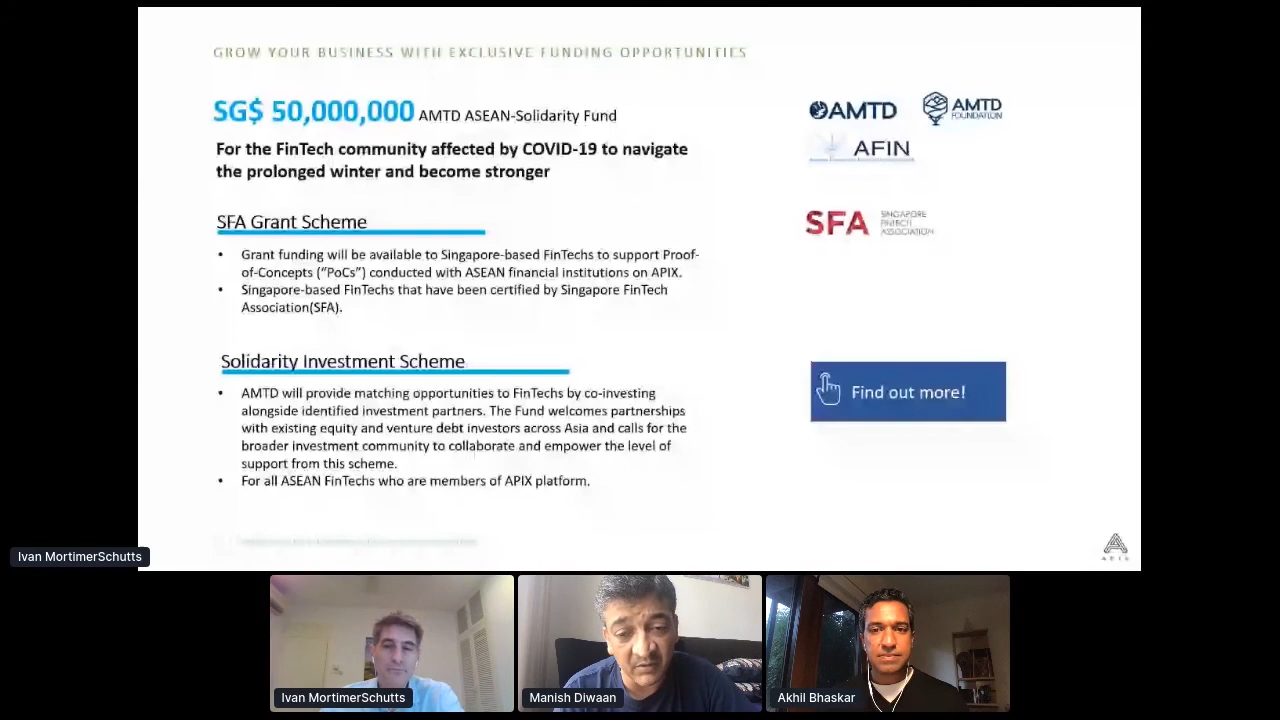 GROW YOUR BUSINESS WITH EXCLUSIVE FUNDING OPPORTUNITIES
SG$ 50,000,000 AMTD ASEAN-Solidarity Fund
For the FinTech community affected by COVID-19 to navigate
the prolonged winter and become stronger
SFA Grant Scheme
• Grant funding will be available to Singapore-based FinTechs to support Proof-
of-Concepts (“PoCs”) conducted with ASEAN financial institutions on APIX.
• Singapore-based FinTechs that have been certified by Singapore FinTech
Association(SFA).
Solidarity Investment Scheme
• AMTD will provide matching opportunities to FinTechs by co-investing
alongside identified investment partners. The Fund welcomes partnerships
with existing equity and venture debt investors across Asia and calls for the
broader investment community to collaborate and empower the level of
support from this scheme.
• For all ASEAN FinTechs who are members of APIX platform.
AMTD
AMTD
FOUNDATION
AFIN
SFA
SINGAPORE
FINTECH
ASSOCIATION
Find out more!
APIX
Ivan MortimerSchutts
Ivan MortimerSchutts
Manish Diwaan
Akhil Bhaskar